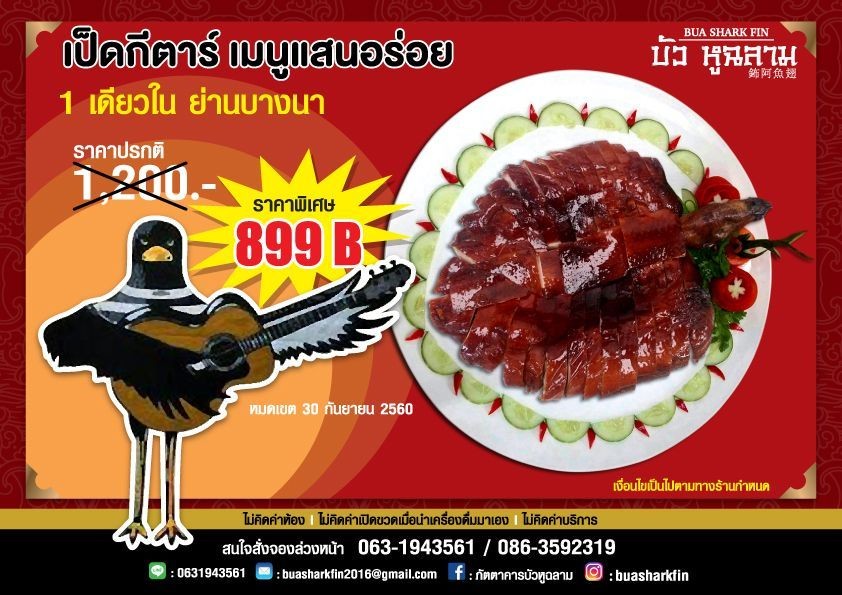 เป็ดกีตาร์ เมนูแสนอร่อย
BUA SHARK FIN
บัว หูฉลาม
鮑阿魚翅
1 เดียวใน ย่านบางนา
ราคาปรกติ
1,200.-
ราคาพิเศษ
899 B
หมดเขต 30 กันยายน 2560
เงื่อนไขเป็นไปตามทางร้านกำหนด
ไม่คิดค่าห้อง | ไม่คิดค่าเปิดขวดเมื่อนำเครื่องดื่มมาเอง | ไม่คิดค่าบริการ
สนใจสั่งจองล่วงหน้า 063-1943561 / 086-3592319
: 0631943561 : buasharkfin2016@gmail.com : ภัตตาคารบัวหูฉลาม : buasharkfin